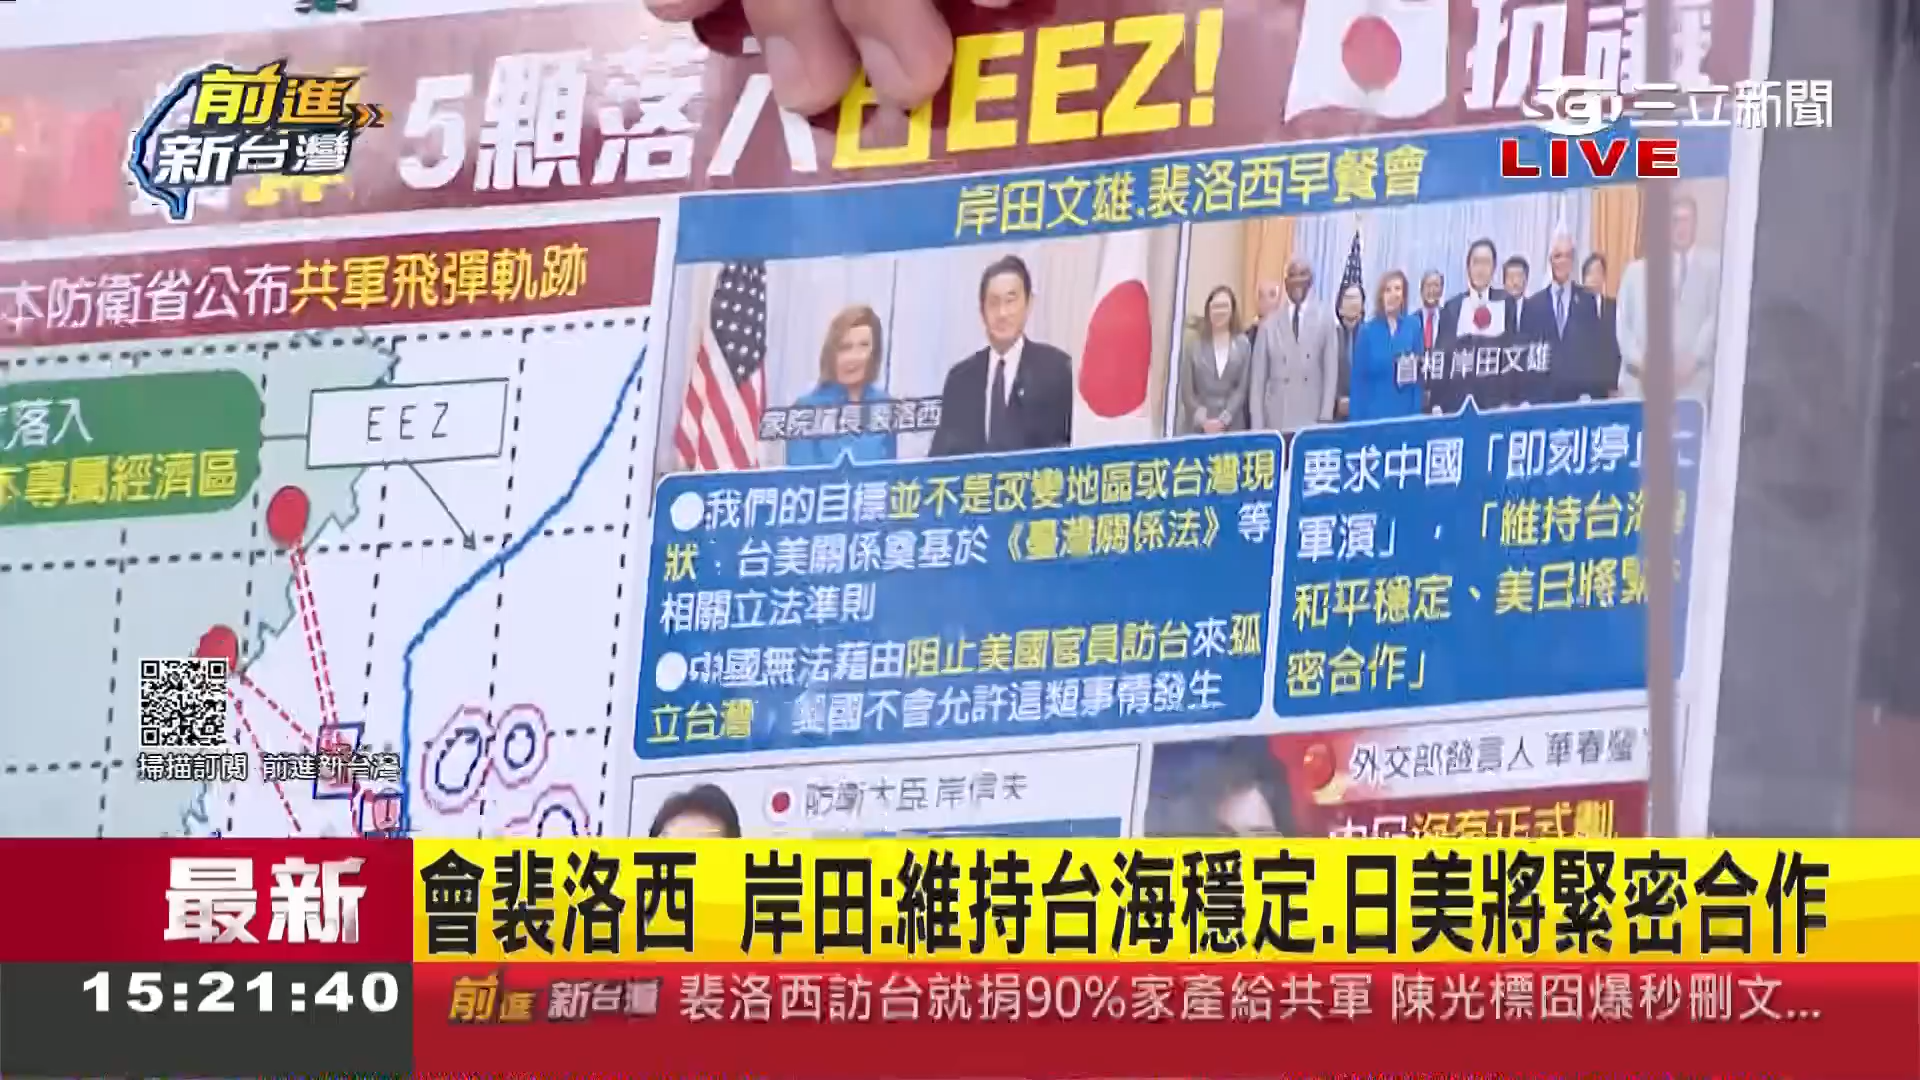 前進
新台灣
5顆落入日EEZ!
抗議
三立新聞
LIVE
岸田文雄.裴洛西早餐會
本防衛省公布共軍飛彈軌跡
落入
本專屬經濟區
EEZ
眾院議長 裴洛西
首相 岸田文雄
●我們的目標並不是改變地區或台灣現
狀:台美關係奠基於《臺灣關係法》等
相關立法準則
●中國無法藉由阻止美國官員訪台來孤
立台灣,美國不會允許這類事情發生
要求中國「即刻停止
軍演」,「維持台海
和平穩定、美日將緊
密合作」
掃描訂閱 前進新台灣
防衛大臣 岸信夫
外交部發言人 華春瑩
最新
會裴洛西 岸田:維持台海穩定.日美將緊密合作
15:21:40
前進新台灣 裴洛西訪台就捐90%家產給共軍 陳光標囧爆秒刪文...